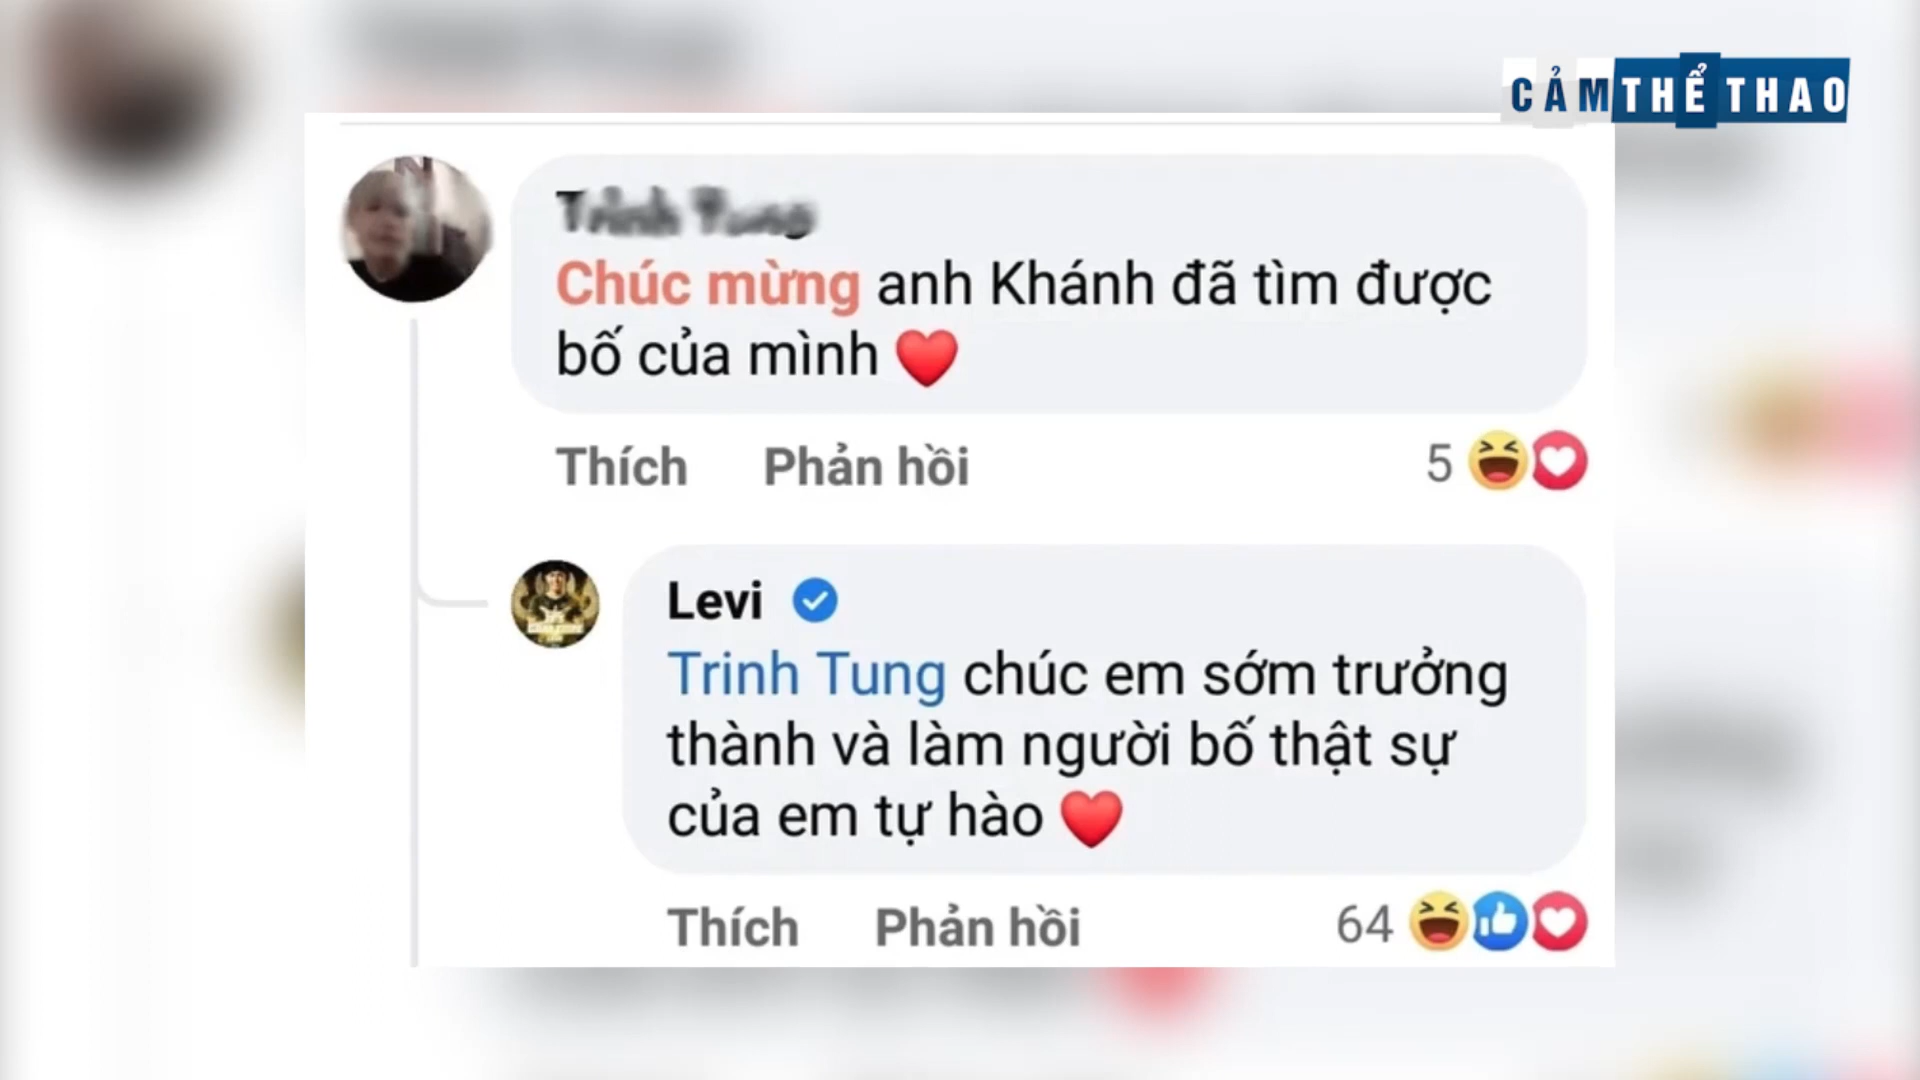 CẢM THỂ THAO
Trinh Tung
Chúc mừng anh Khánh đã tìm được
bố của mình ❤️
Thích Phản hồi 5
Levi
Trinh Tung chúc em sớm trưởng
thành và làm người bố thật sự
của em tự hào ❤️
Thích Phản hồi 64